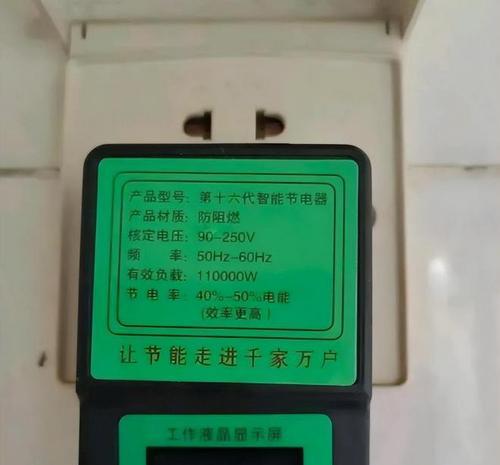 产品型号: 第十六代智能节电器
产品材质: 防阻燃
核定电压: 90-250V
频 率: 50Hz-60Hz
有效负载: 110000W
节 电 率: 40%-50%电能
(效率更高)
让节能走进千家万户
工作液晶显示屏